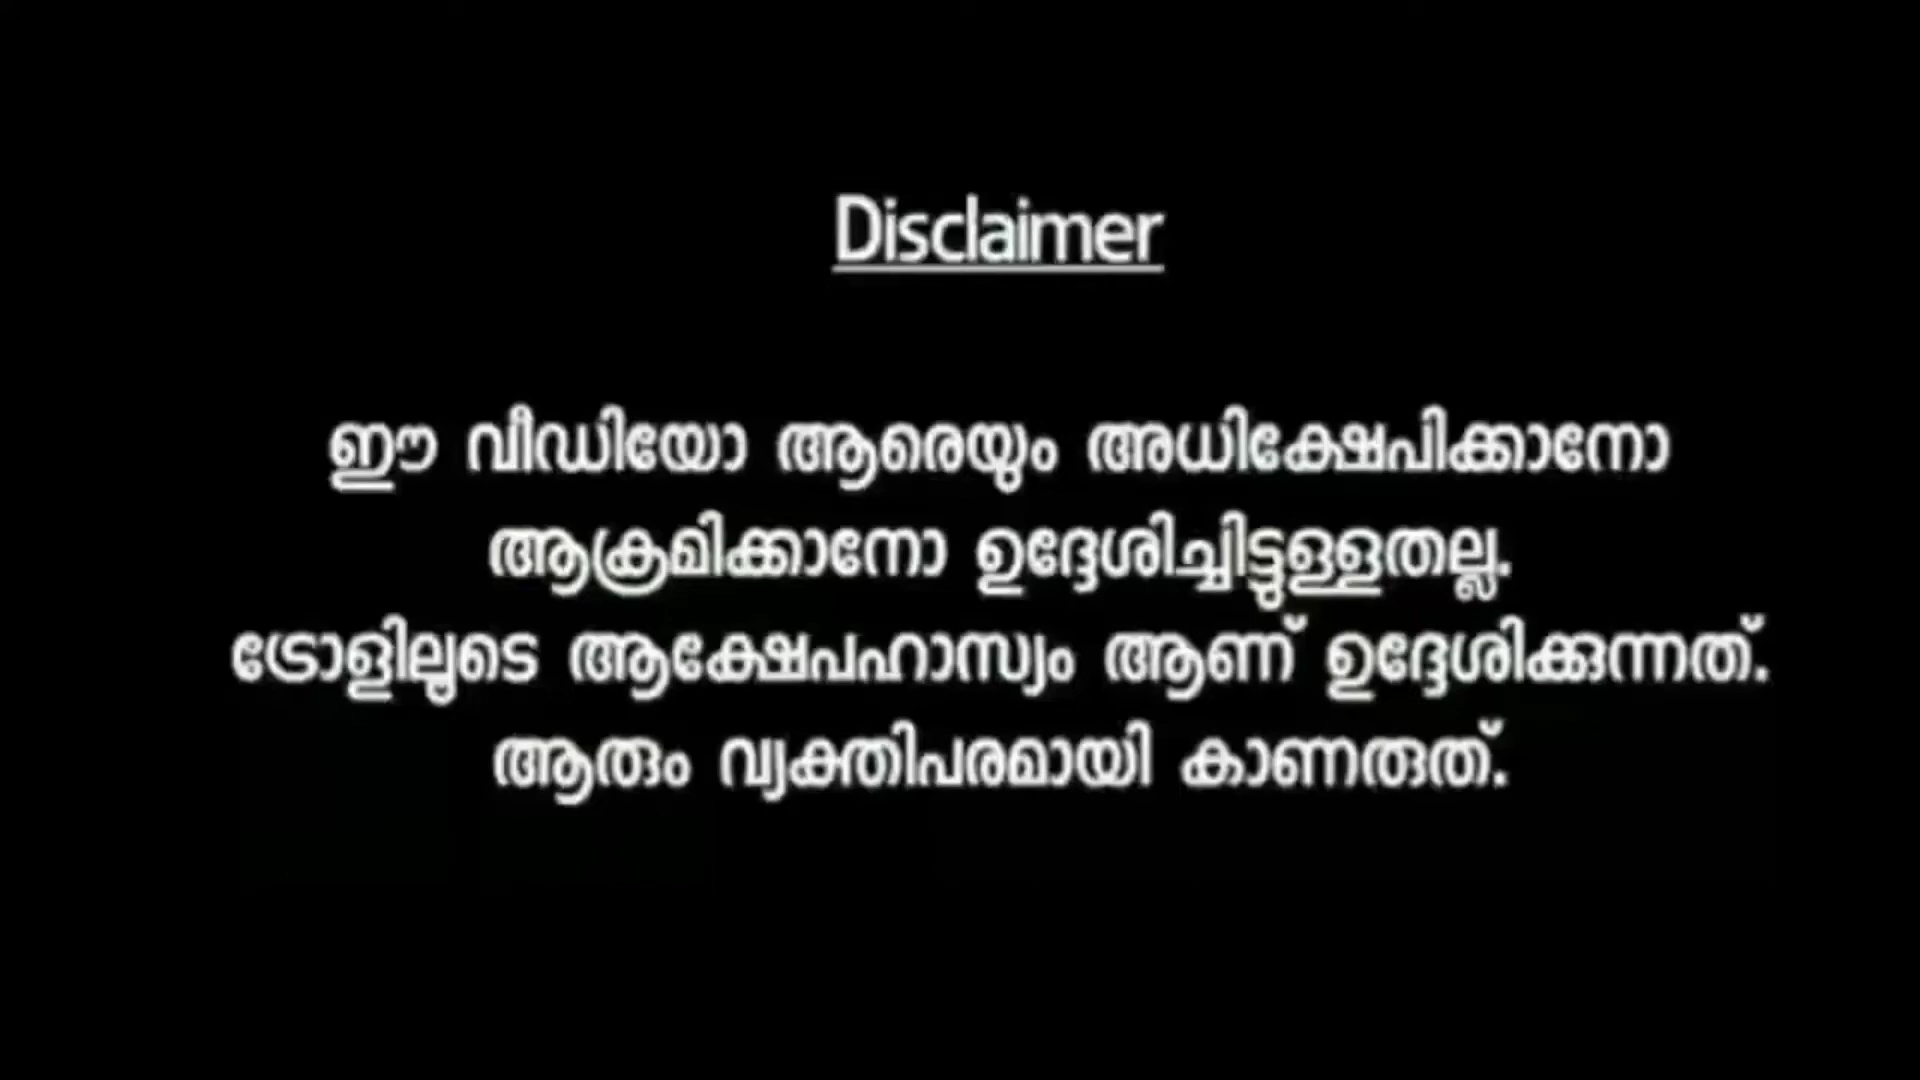 Disclaimer
ഈ വീഡിയോ ആരെയും അധിക്ഷേപിക്കാനോ
ആക്രമിക്കാനോ ഉദ്ദേശിച്ചിട്ടുള്ളതല്ല.
ട്രോളിലൂടെ ആക്ഷേപഹാസ്യം ആണ് ഉദ്ദേശിക്കുന്നത്.
ആരും വ്യക്തിപരമായി കാണരുത്.